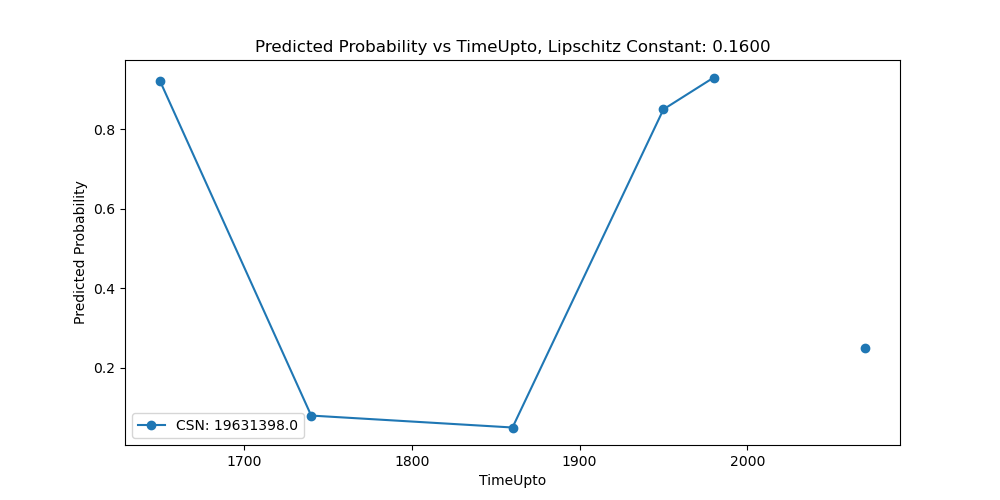 Predicted Probability vs TimeUpto, Lipschitz Constant: 0.1600
Predicted Probability
0.8
0.6
0.4
0.2
CSN: 19631398.0
1700 1800 1900 2000
TimeUpto